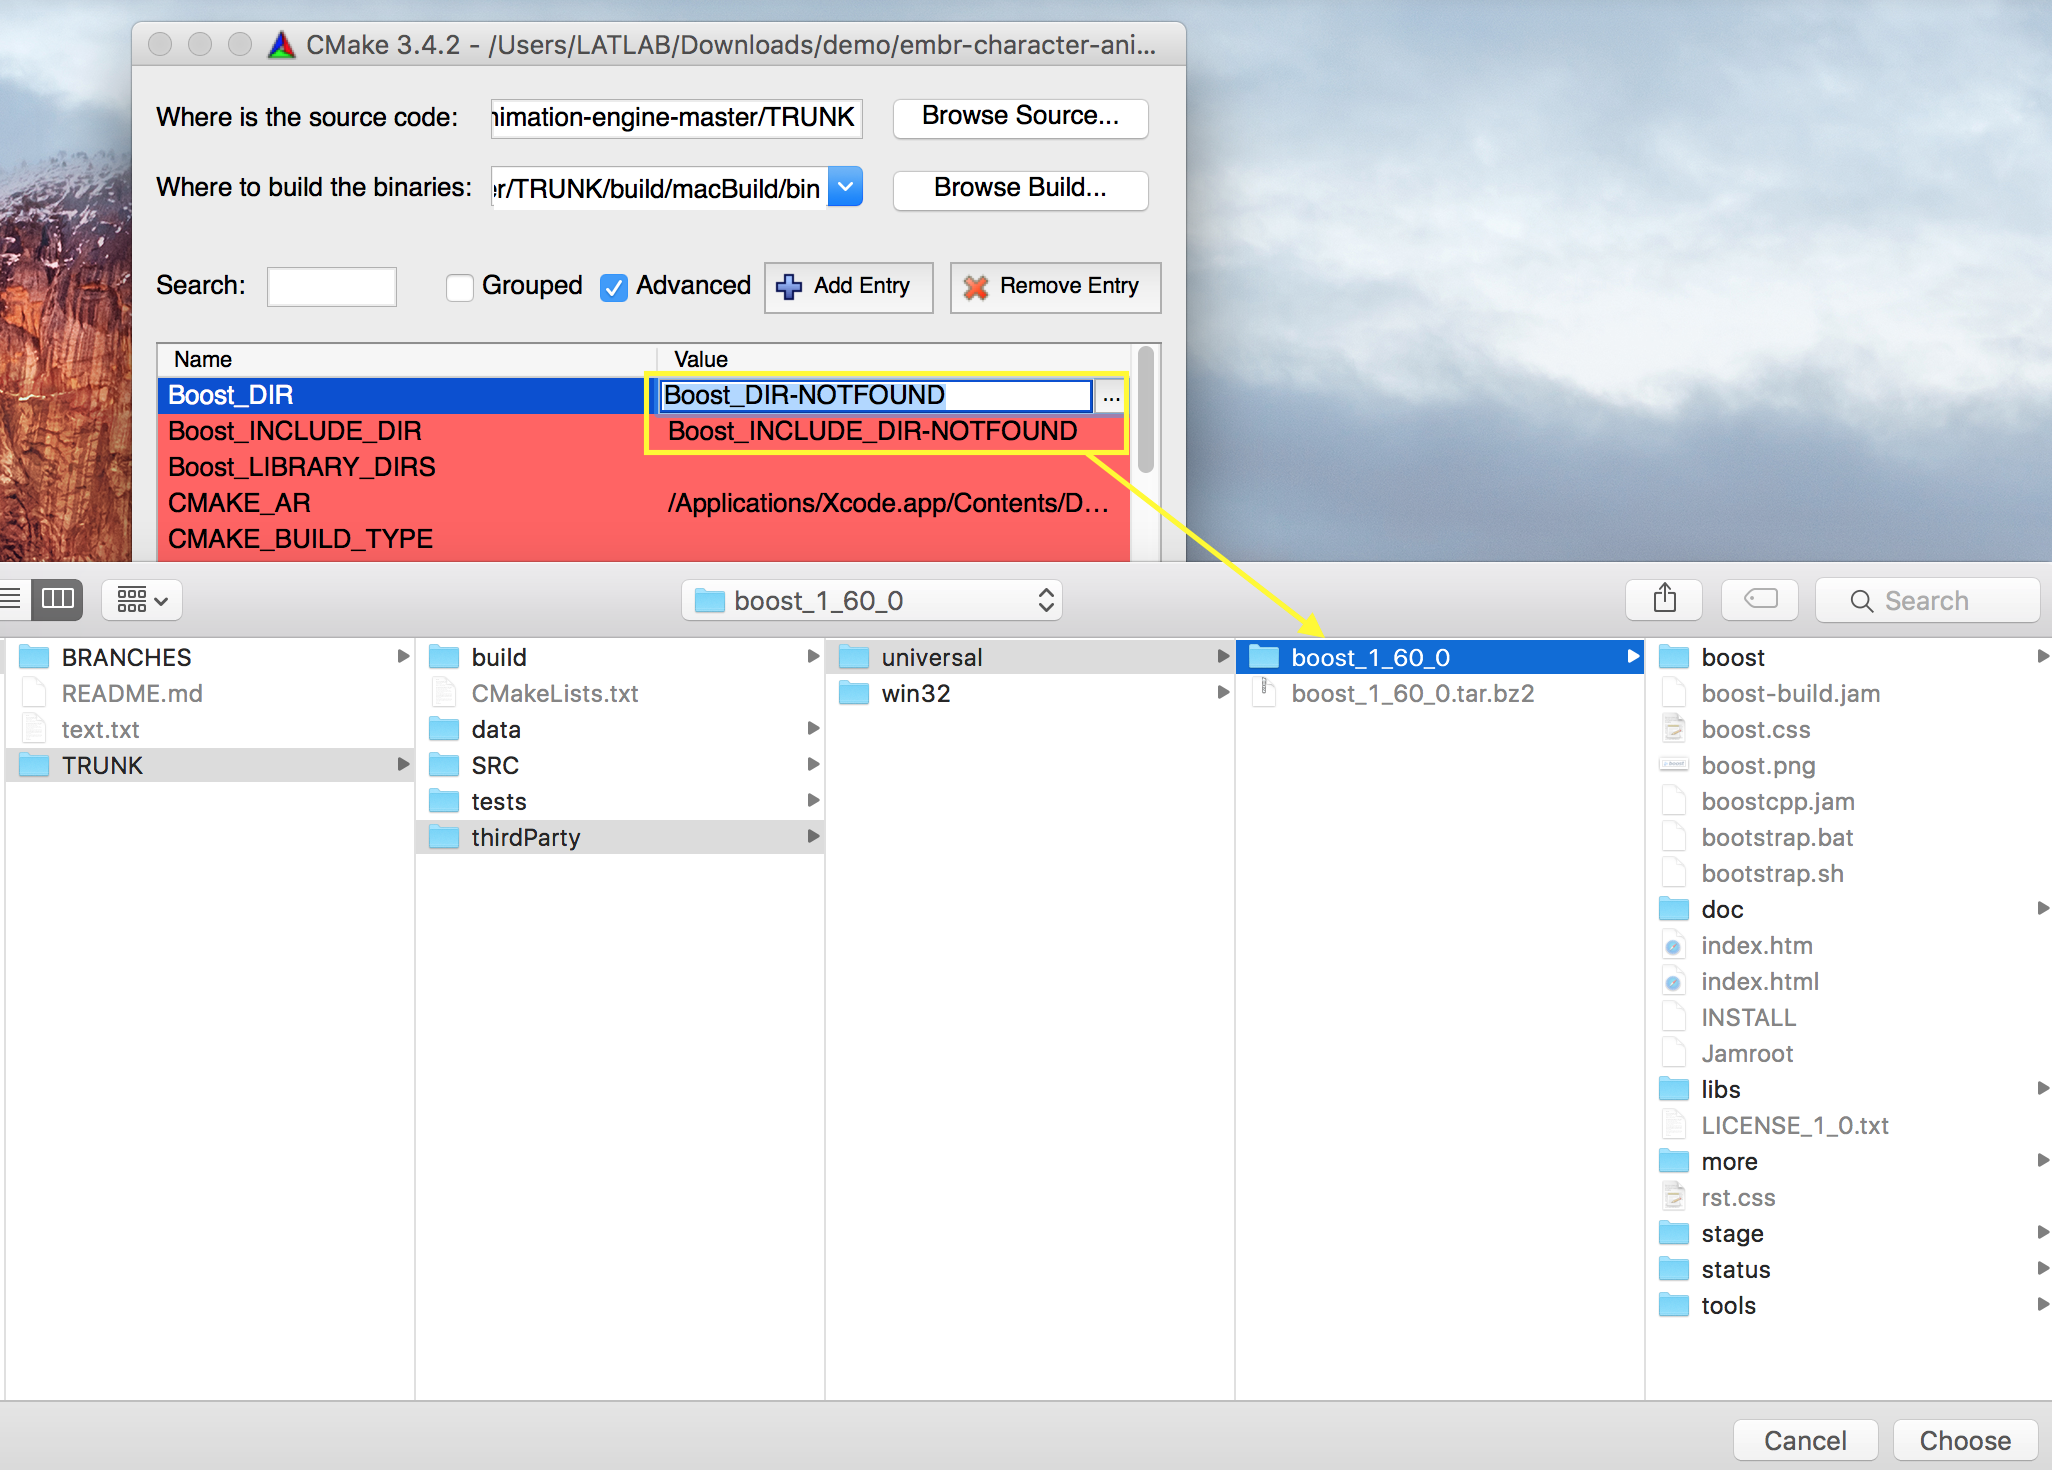 CMake 3.4.2 - /Users/LATLAB/Downloads/demo/embr-character-ani...
Where is the source code:
nimation-engine-master/TRUNK
Browse Source...
Where to build the binaries:
er/TRUNK/build/macBuild/bin
Browse Build...
Search:
Grouped
Advanced
Add Entry
Remove Entry
Name
Value
Boost_DIR
Boost_DIR-NOTFOUND
...
Boost_INCLUDE_DIR
Boost_INCLUDE_DIR-NOTFOUND
Boost_LIBRARY_DIRS
CMAKE_AR
/Applications/Xcode.app/Contents/D...
CMAKE_BUILD_TYPE
boost_1_60_0
Search
BRANCHES
README.md
text.txt
TRUNK
build
CMakeLists.txt
data
SRC
tests
thirdParty
universal
win32
boost_1_60_0
boost_1_60_0.tar.bz2
boost
boost-build.jam
boost.css
boost.png
boostcpp.jam
bootstrap.bat
bootstrap.sh
doc
index.htm
index.html
INSTALL
Jamroot
libs
LICENSE_1_0.txt
more
rst.css
stage
status
tools
Cancel
Choose